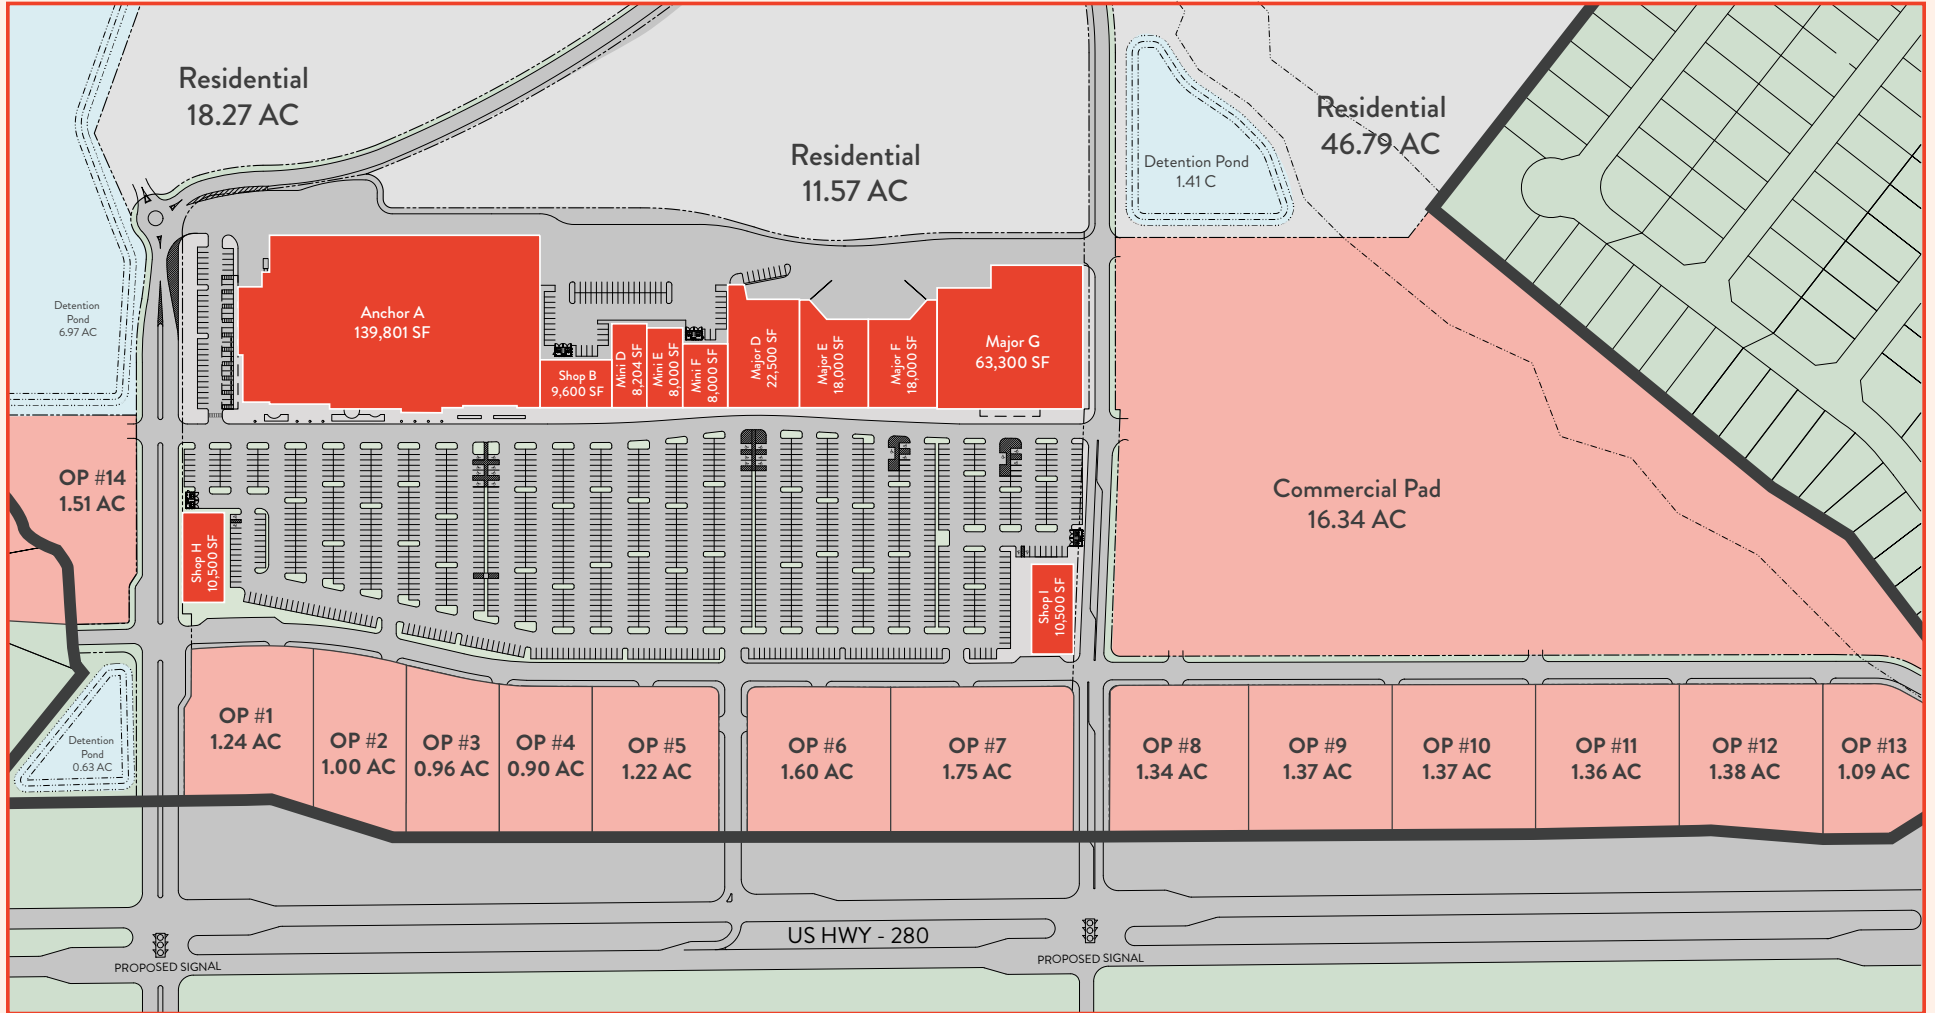 Residential
18.27 AC
Residential
11.57 AC
Residential
46.79 AC
Detention Pond
1.41 C
Detention
Pond
6.97 AC
Anchor A
139,801 SF
Shop B
9,600 SF
Mini D
8,204 SF
Mini E
8,000 SF
Mini F
8,000 SF
Major D
22,500 SF
Major E
18,000 SF
Major F
18,000 SF
Major G
63,300 SF
OP #14
1.51 AC
Shop H
10,500 SF
Shop I
10,500 SF
Commercial Pad
16.34 AC
Detention
Pond
0.63 AC
OP #1
1.24 AC
OP #2
1.00 AC
OP #3
0.96 AC
OP #4
0.90 AC
OP #5
1.22 AC
OP #6
1.60 AC
OP #7
1.75 AC
OP #8
1.34 AC
OP #9
1.37 AC
OP #10
1.37 AC
OP #11
1.36 AC
OP #12
1.38 AC
OP #13
1.09 AC
US HWY - 280
PROPOSED SIGNAL
PROPOSED SIGNAL